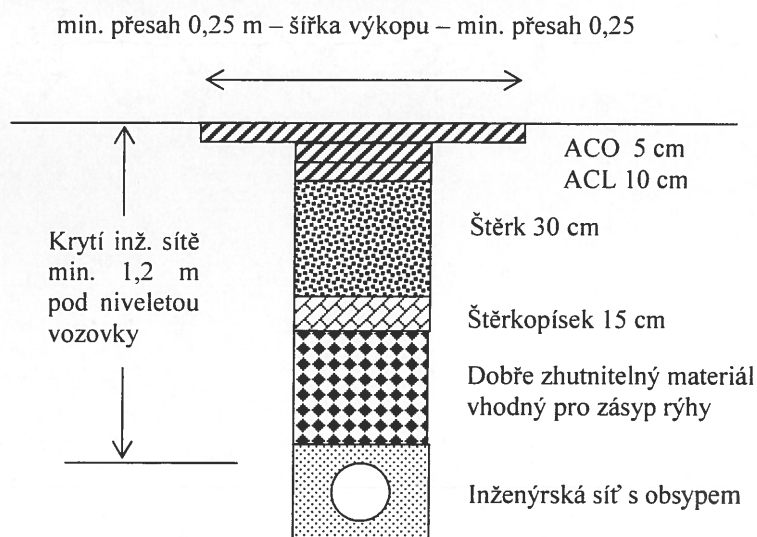 min. přesah 0,25 m – šířka výkopu – min. přesah 0,25
ACO 5 cm
ACL 10 cm
Štěrk 30 cm
Krytí inž. sítě
min. 1,2 m
pod niveletou
vozovky
Štěrkopísek 15 cm
Dobře zhutnitelný materiál
vhodný pro zásyp rýhy
Inženýrská síť s obsypem